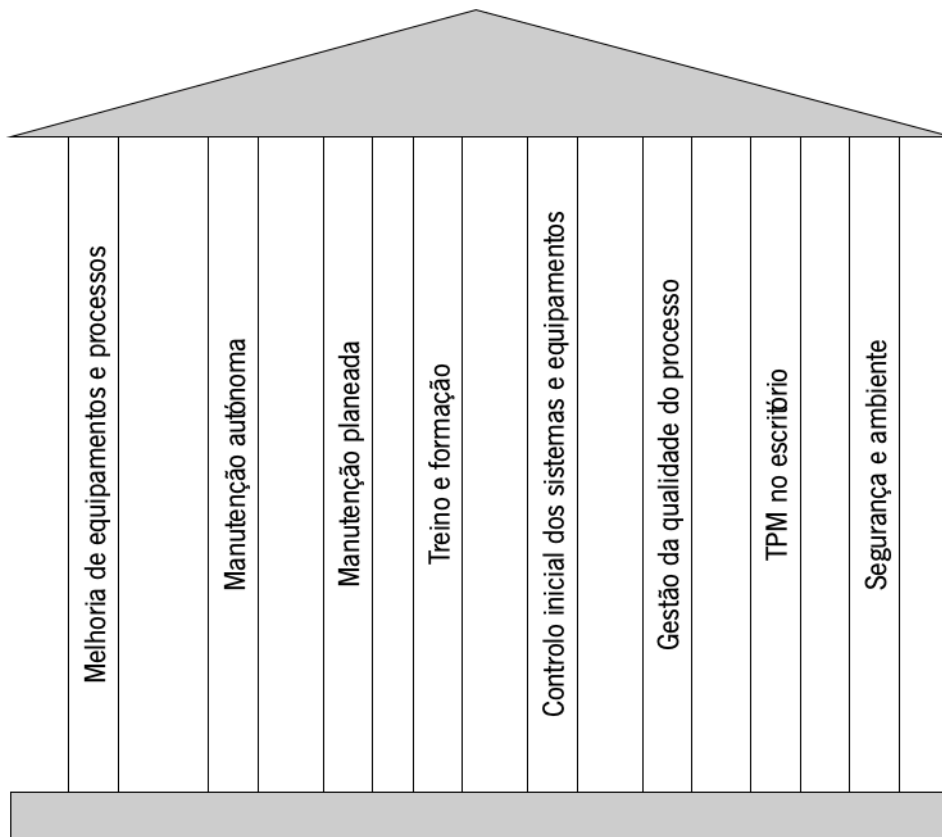 Melhoria de equipamentos e processos
Manutenção autónoma
Manutenção planeada
Treino e formação
Controlo inicial dos sistemas e equipamentos
Gestão da qualidade do processo
TPM no escritório
Segurança e ambiente